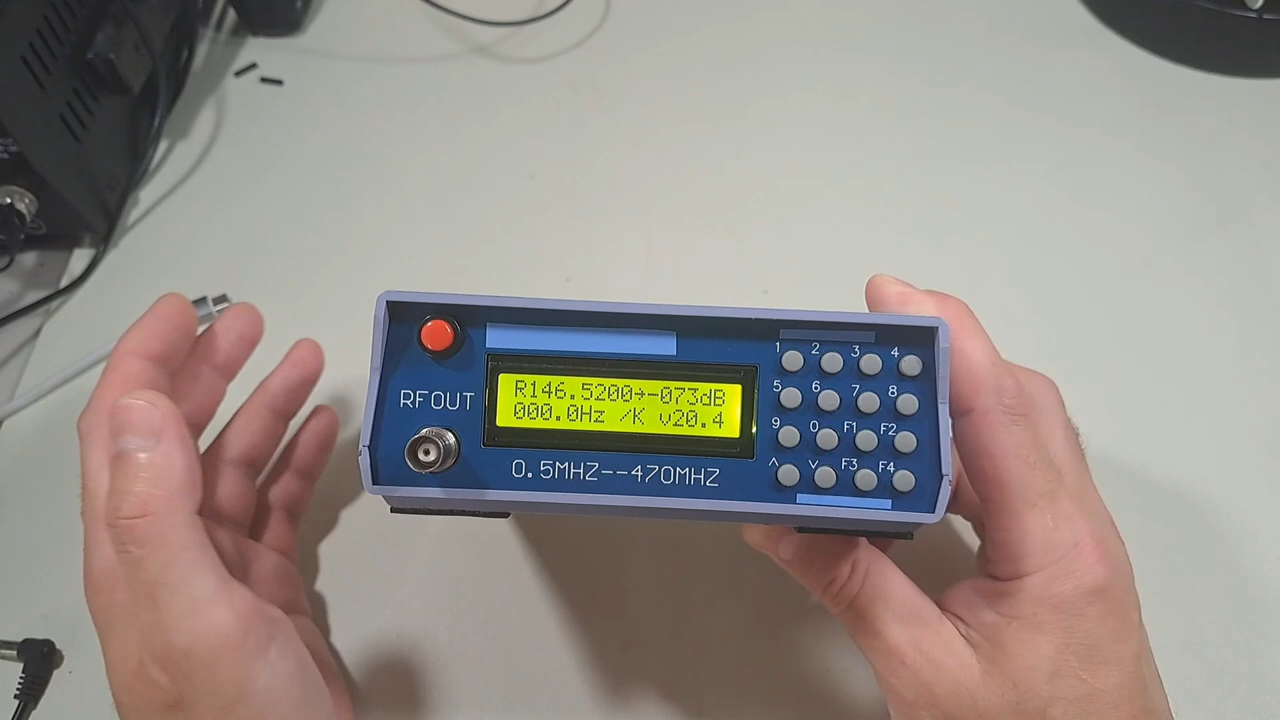 R146.5200→-073dB
000.0Hz /K v20.4
RFOUT
0.5MHZ--470MHZ
1 2 3 4
5 6 7 8
9 0 F1 F2
^ v F3 F4